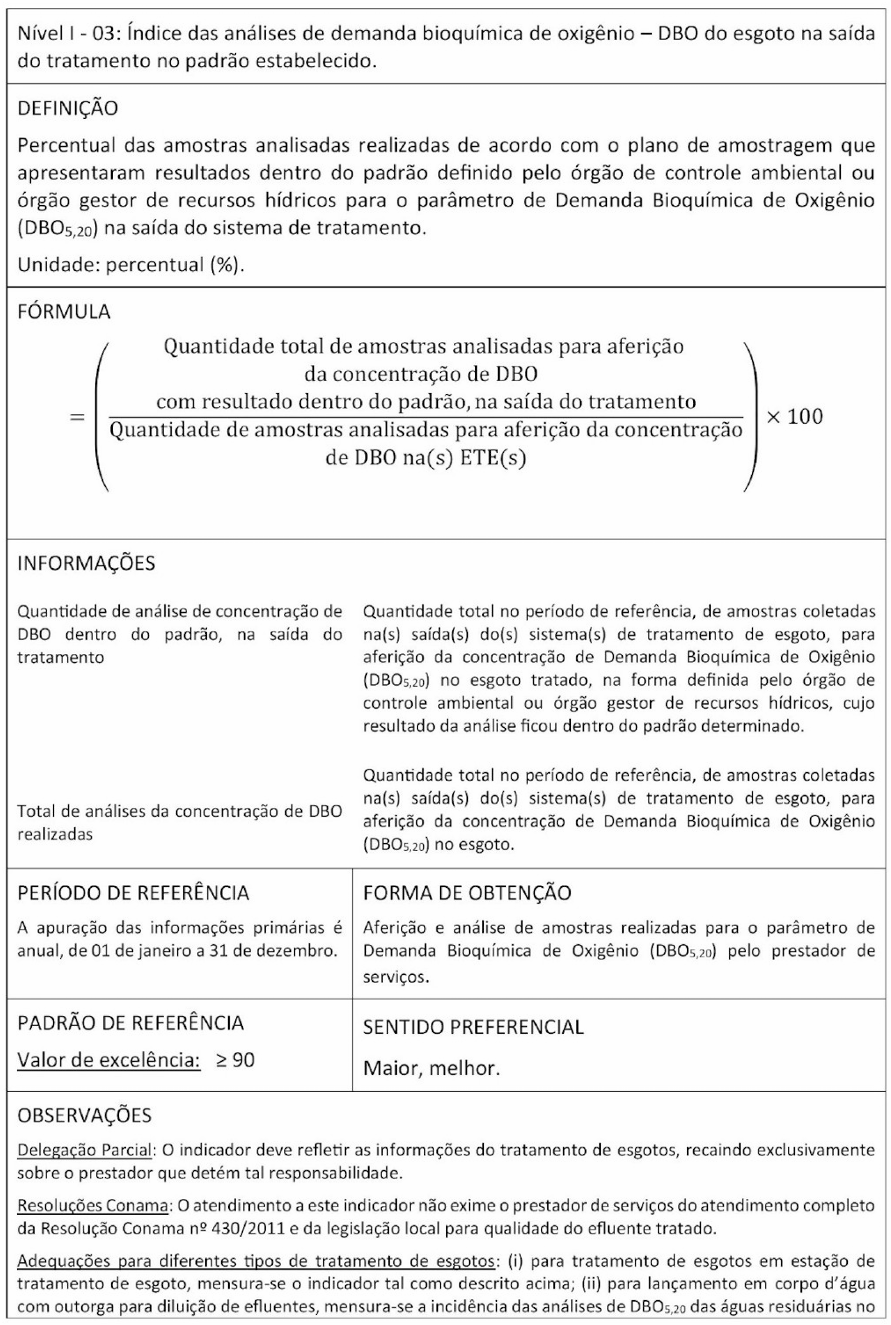 Nível I - 03: Índice das análises de demanda bioquímica de oxigênio – DBO do esgoto na saída
do tratamento no padrão estabelecido.
DEFINIÇÃO
Percentual das amostras analisadas realizadas de acordo com o plano de amostragem que
apresentaram resultados dentro do padrão definido pelo órgão de controle ambiental ou
órgão gestor de recursos hídricos para o parâmetro de Demanda Bioquímica de Oxigênio
(DBO5,20) na saída do sistema de tratamento.
Unidade: percentual (%).
FÓRMULA
Quantidade total de amostras analisadas para aferição
da concentração de DBO
com resultado dentro do padrão, na saída do tratamento
= Quantidade de amostras analisadas para aferição da concentração × 100
de DBO na(s) ETE(s)
INFORMAÇÕES
Quantidade de análise de concentração de
DBO dentro do padrão, na saída do
tratamento
Quantidade total no período de referência, de amostras coletadas
na(s) saída(s) do(s) sistema(s) de tratamento de esgoto, para
aferição da concentração de Demanda Bioquímica de Oxigênio
(DBO5,20) no esgoto tratado, na forma definida pelo órgão de
controle ambiental ou órgão gestor de recursos hídricos, cujo
resultado da análise ficou dentro do padrão determinado.
Total de análises da concentração de DBO
realizadas
Quantidade total no período de referência, de amostras coletadas
na(s) saída(s) do(s) sistema(s) de tratamento de esgoto, para
aferição da concentração de Demanda Bioquímica de Oxigênio
(DBO5,20) no esgoto.
PERÍODO DE REFERÊNCIA
A apuração das informações primárias é
anual, de 01 de janeiro a 31 de dezembro.
FORMA DE OBTENÇÃO
Aferição e análise de amostras realizadas para o parâmetro de
Demanda Bioquímica de Oxigênio (DBO5,20) pelo prestador de
serviços.
PADRÃO DE REFERÊNCIA
Valor de excelência: ≥ 90
SENTIDO PREFERENCIAL
Maior, melhor.
OBSERVAÇÕES
Delegação Parcial: O indicador deve refletir as informações do tratamento de esgotos, recaindo exclusivamente
sobre o prestador que detém tal responsabilidade.
Resoluções Conama: O atendimento a este indicador não exime o prestador de serviços do atendimento completo
da Resolução Conama nº 430/2011 e da legislação local para qualidade do efluente tratado.
Adequações para diferentes tipos de tratamento de esgotos: (i) para tratamento de esgotos em estação de
tratamento de esgoto, mensura-se o indicador tal como descrito acima; (ii) para lançamento em corpo d'água
com outorga para diluição de efluentes, mensura-se a incidência das análises de DBO5,20 das águas residuárias no